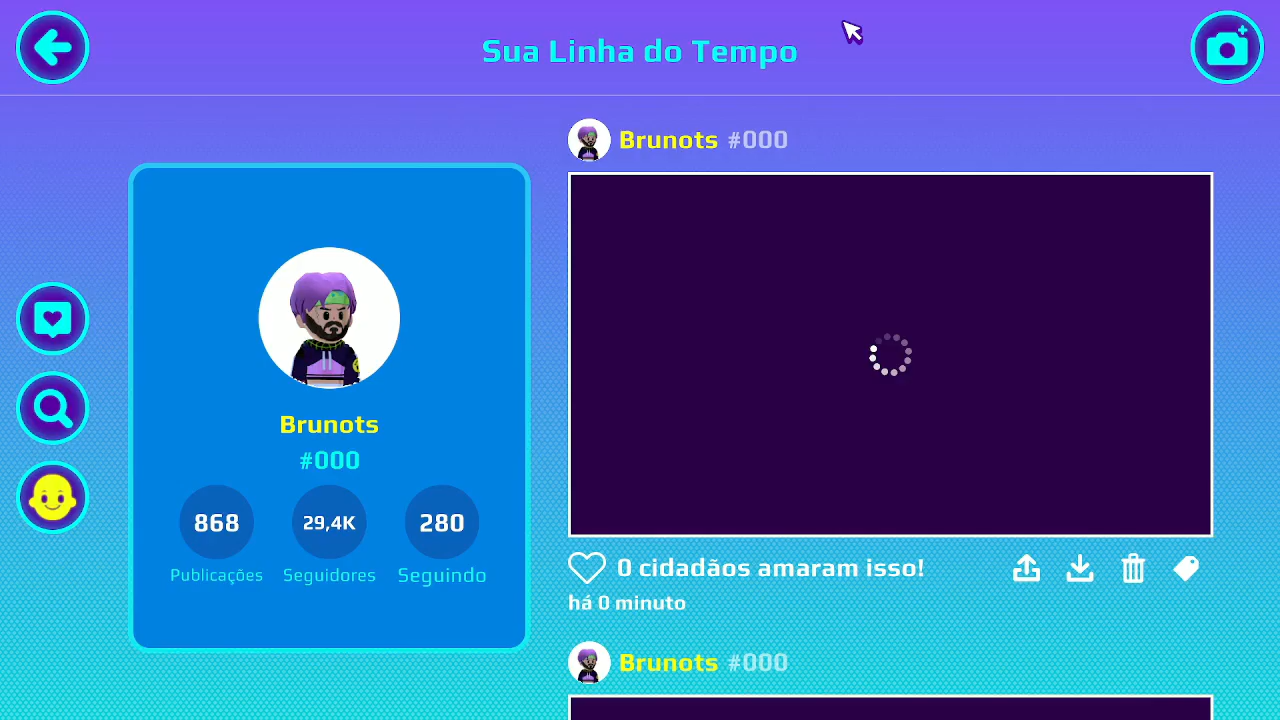 Sua Linha do Tempo
Brunots #000
Brunots
#000
868
29,4K
280
Publicações
Seguidores
Seguindo
0 cidadãos amaram isso!
há 0 minuto
Brunots #000